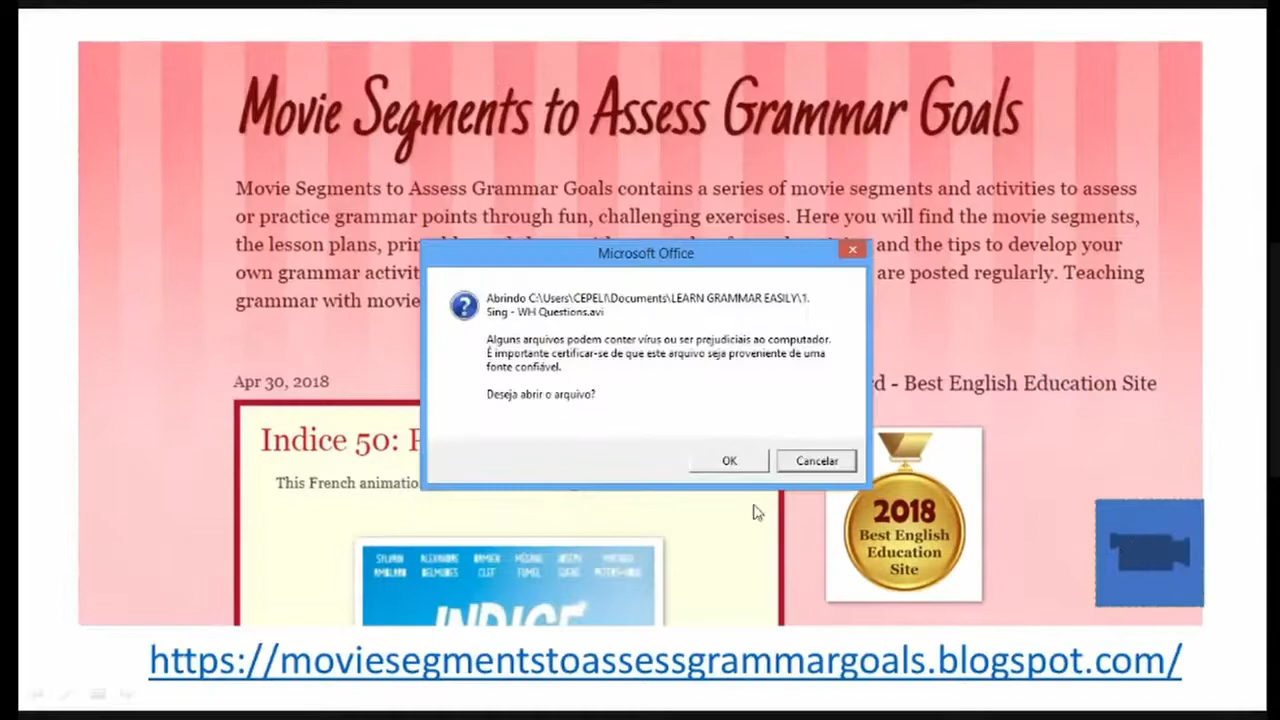 Movie Segments to Assess Grammar Goals
Movie Segments to Assess Grammar Goals contains a series of movie segments and activities to assess
or practice grammar points through fun, challenging exercises. Here you will find the movie segments,
the lesson plans, and the tips to develop your
own grammar are posted regularly. Teaching
grammar with
Microsoft Office
Abrindo C:\Users\CEPELI\Documents\LEARN GRAMMAR EASILY\1.
Sing - WH Questions.avi
Alguns arquivos podem conter vírus ou ser prejudiciais ao computador.
É importante certificar-se de que este arquivo seja proveniente de uma
fonte confiável.
Deseja abrir o arquivo?
OK Cancelar
Apr 30, 2018
- Best English Education Site
Indice 50:
This French
2018
Best English
Education
Site
INDICE
https://moviesegmentstoassessgrammargoals.blogspot.com/